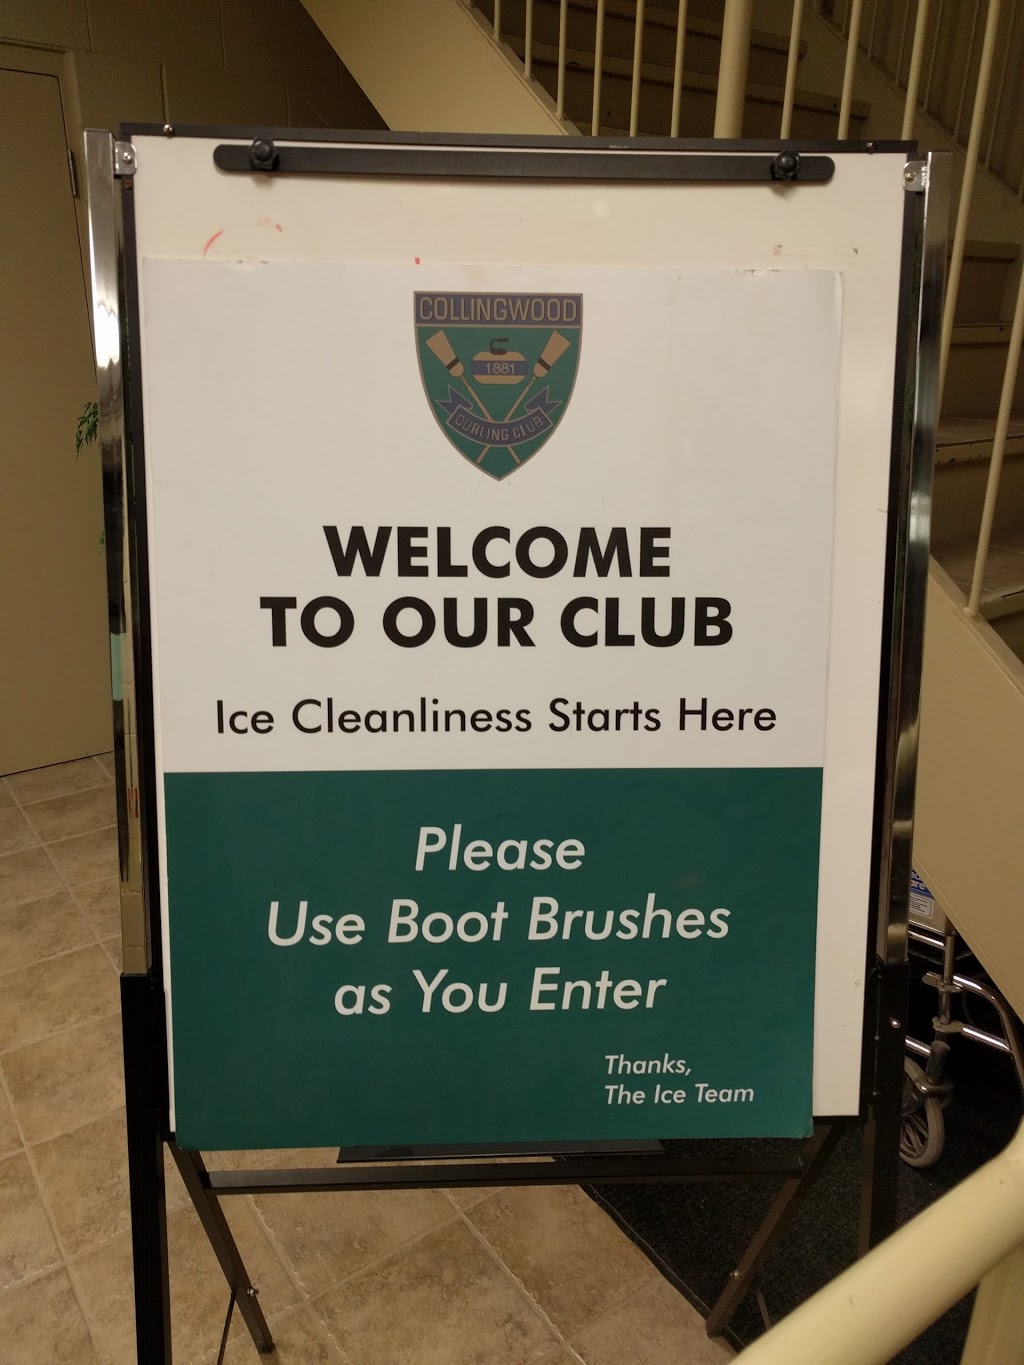 COLLINGWOOD
1881
CURLING CLUB
WELCOME
TO OUR CLUB
Ice Cleanliness Starts Here
Please
Use Boot Brushes
as You Enter
Thanks,
The Ice Team